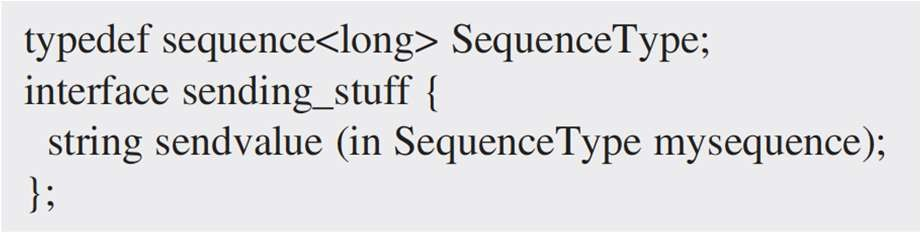 typedef sequence<long> SequenceType;
interface sending_stuff {
string sendvalue (in SequenceType mysequence);
};